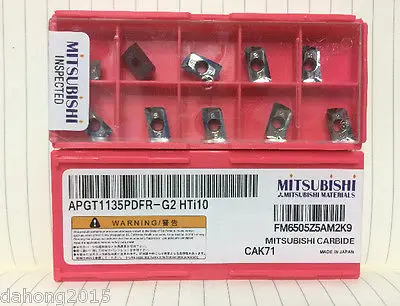 MITSUBISHI
INSPECTED
APGT1135PDFR-G2 HTi10
WARNING/警告
MITSUBISHI
MITSUBISHI MATERIALS
FM6505Z5AM2K9
MITSUBISHI CARBIDE
CAK71
MADE IN JAPAN
dahong2015